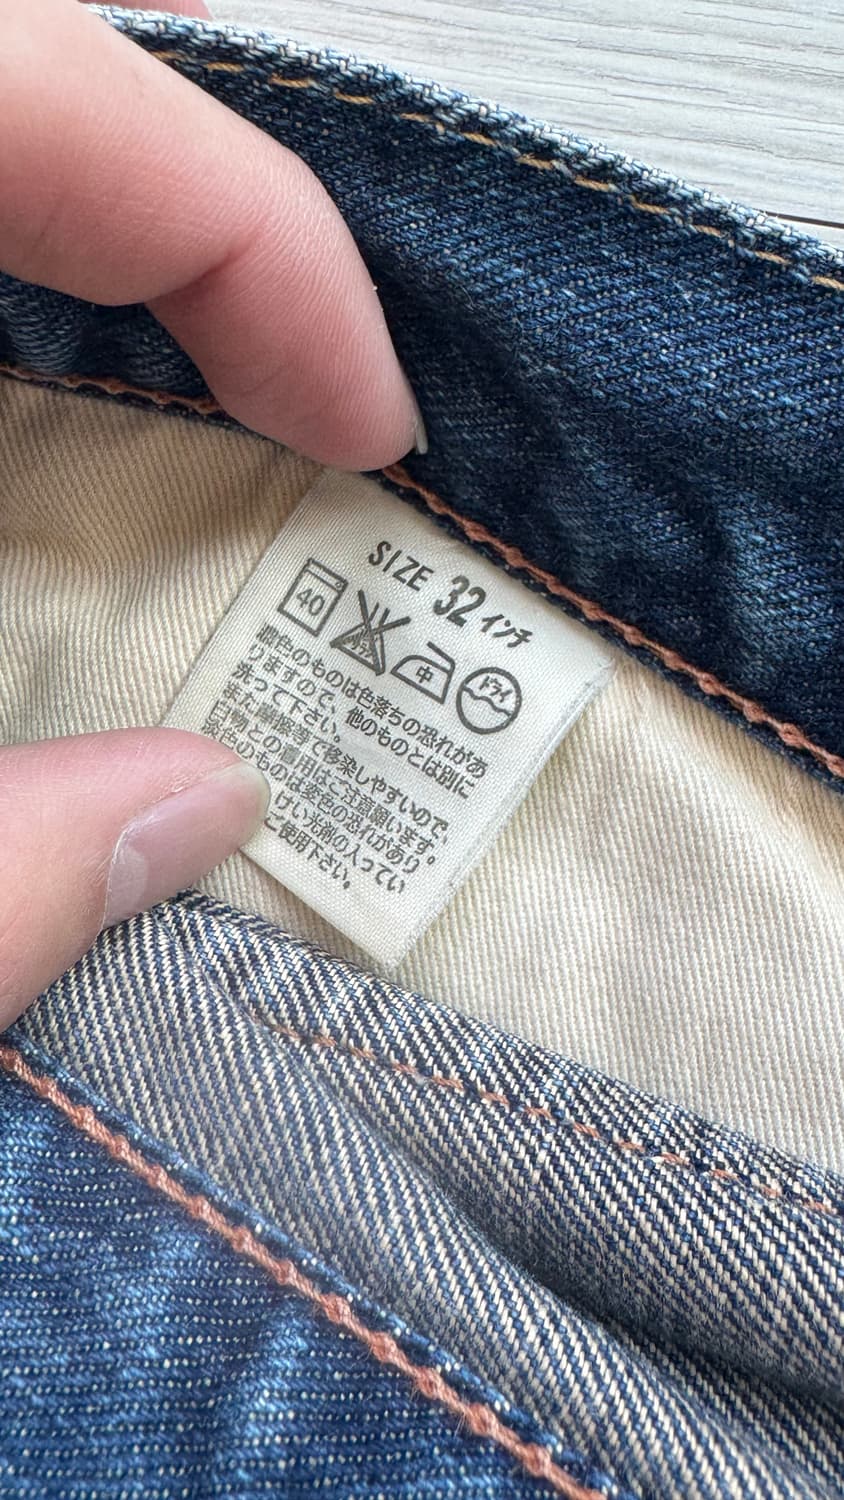 SIZE 32 インチ
40 中 ドライ
濃色のものは色落ちの恐れがあ
りますので、他のものとは別に
洗って下さい。
また摩擦等で移染しやすいので、
白物との着用はご注意願います。
淡色のものは変色の恐れがあり
けい光剤の入ってい
ご使用下さい。